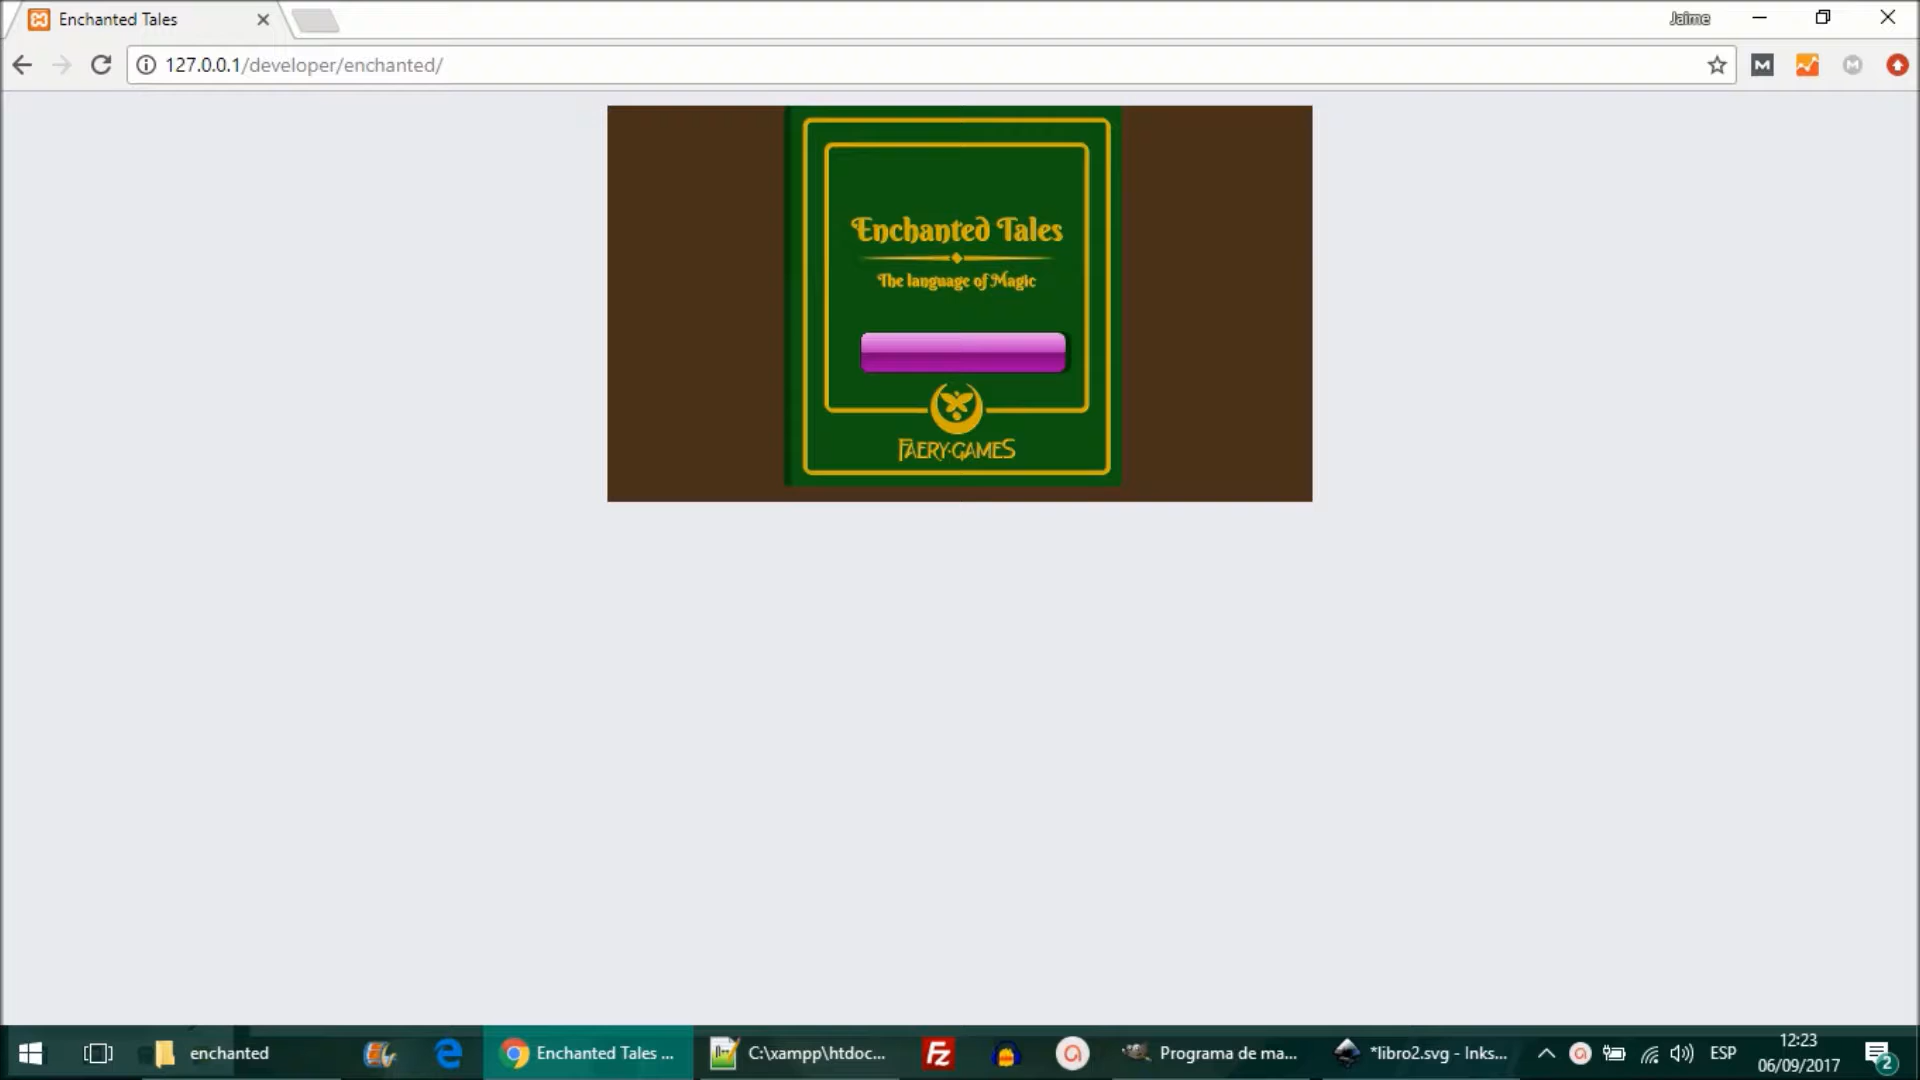 Enchanted Tales
Jaime
127.0.0.1/developer/enchanted/
Enchanted Tales
The language of Magic
FAERY·GAMES
enchanted
Enchanted Tales ...
C:\xampp\htdoc...
Programa de ma...
*libro2.svg - Inks...
ESP
12:23
06/09/2017
2